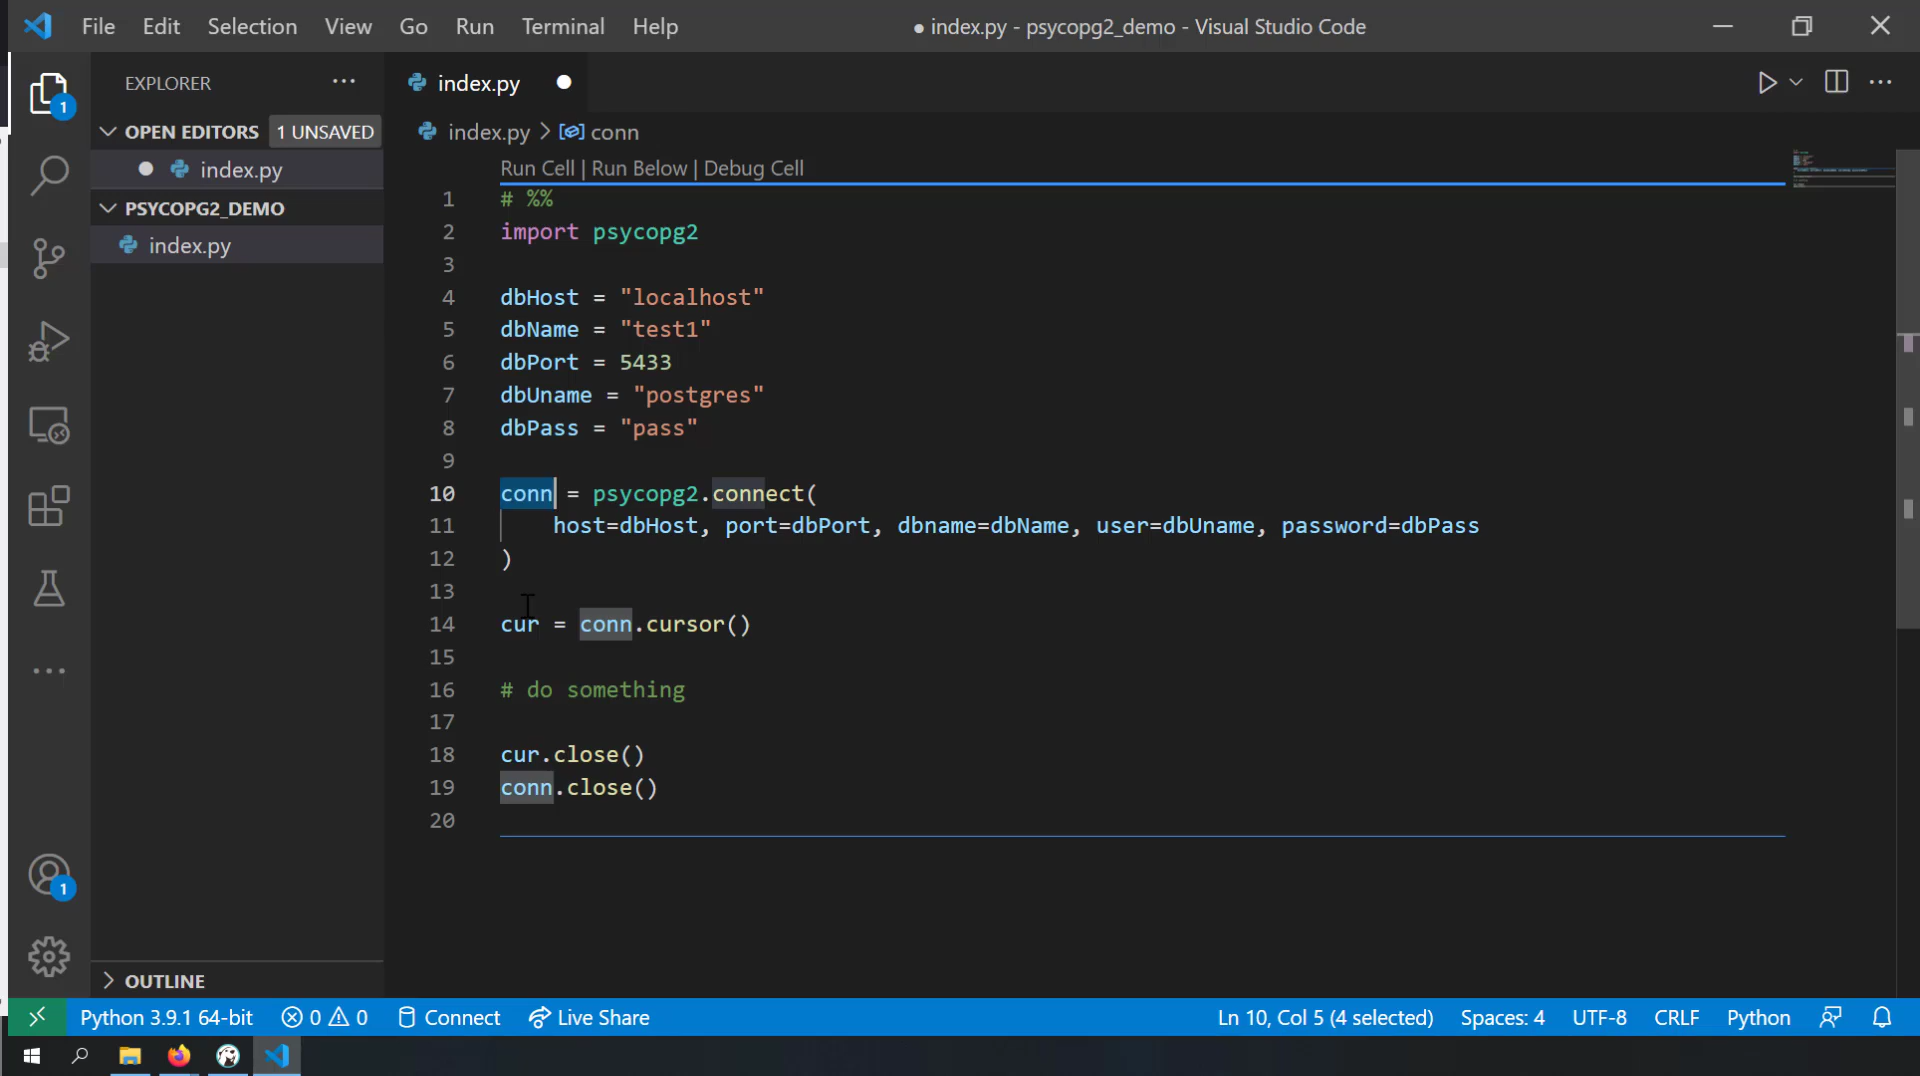 File Edit Selection View Go Run Terminal Help
● index.py - psycopg2_demo - Visual Studio Code
EXPLORER
OPEN EDITORS 1 UNSAVED
index.py
PSYCOPG2_DEMO
index.py
OUTLINE
1
1
index.py
index.py > conn
Run Cell | Run Below | Debug Cell
1 # %%
2 import psycopg2
3
4 dbHost = "localhost"
5 dbName = "test1"
6 dbPort = 5433
7 dbUname = "postgres"
8 dbPass = "pass"
9
10 conn = psycopg2.connect(
11 host=dbHost, port=dbPort, dbname=dbName, user=dbUname, password=dbPass
12 )
13
14 cur = conn.cursor()
15
16 # do something
17
18 cur.close()
19 conn.close()
20
Python 3.9.1 64-bit 0 0 Connect Live Share Ln 10, Col 5 (4 selected) Spaces: 4 UTF-8 CRLF Python